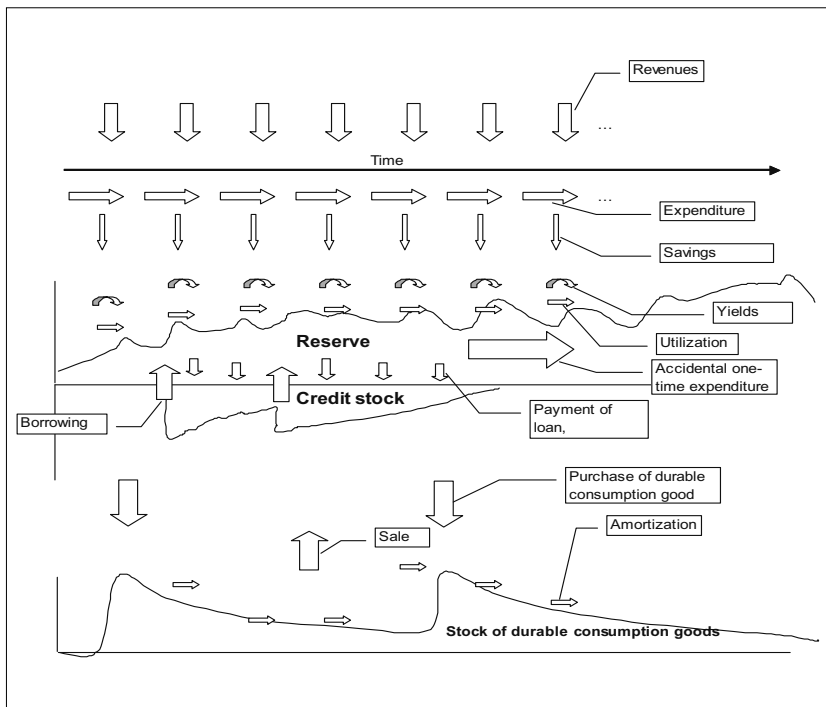 Revenues
...
Time
...
Expenditure
Savings
Yields
Utilization
Reserve
Accidental one-
time expenditure
Credit stock
Borrowing
Payment of
loan,
Purchase of durable
consumption good
Sale
Amortization
Stock of durable consumption goods